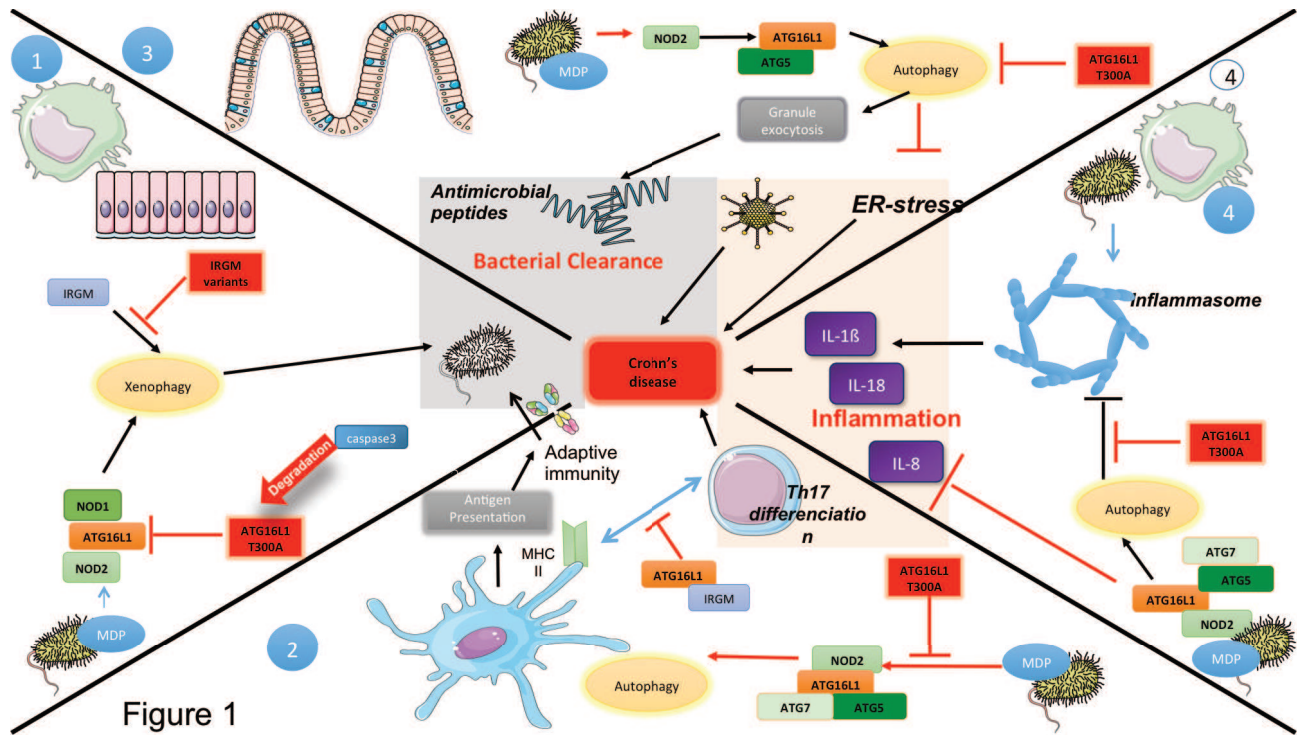 1
3
MDP
NOD2
ATG16L1
ATG5
Autophagy
ATG16L1
T300A
Granule
exocytosis
4
4
Antimicrobial
peptides
ER-stress
Bacterial Clearance
IRGM
variants
IRGM
Xenophagy
Inflammasome
IL-1ß
IL-18
Crohn's
disease
Inflammation
IL-8
caspase3
Degradation
Adaptive
immunity
Antigen
Presentation
Th17
differenciatio
n
ATG16L1
T300A
Autophagy
NOD1
ATG16L1
NOD2
ATG16L1
T300A
MHC
II
ATG16L1
IRGM
ATG16L1
T300A
ATG7
ATG5
ATG16L1
NOD2
MDP
MDP
2
Autophagy
NOD2
ATG16L1
ATG7
ATG5
MDP
Figure 1